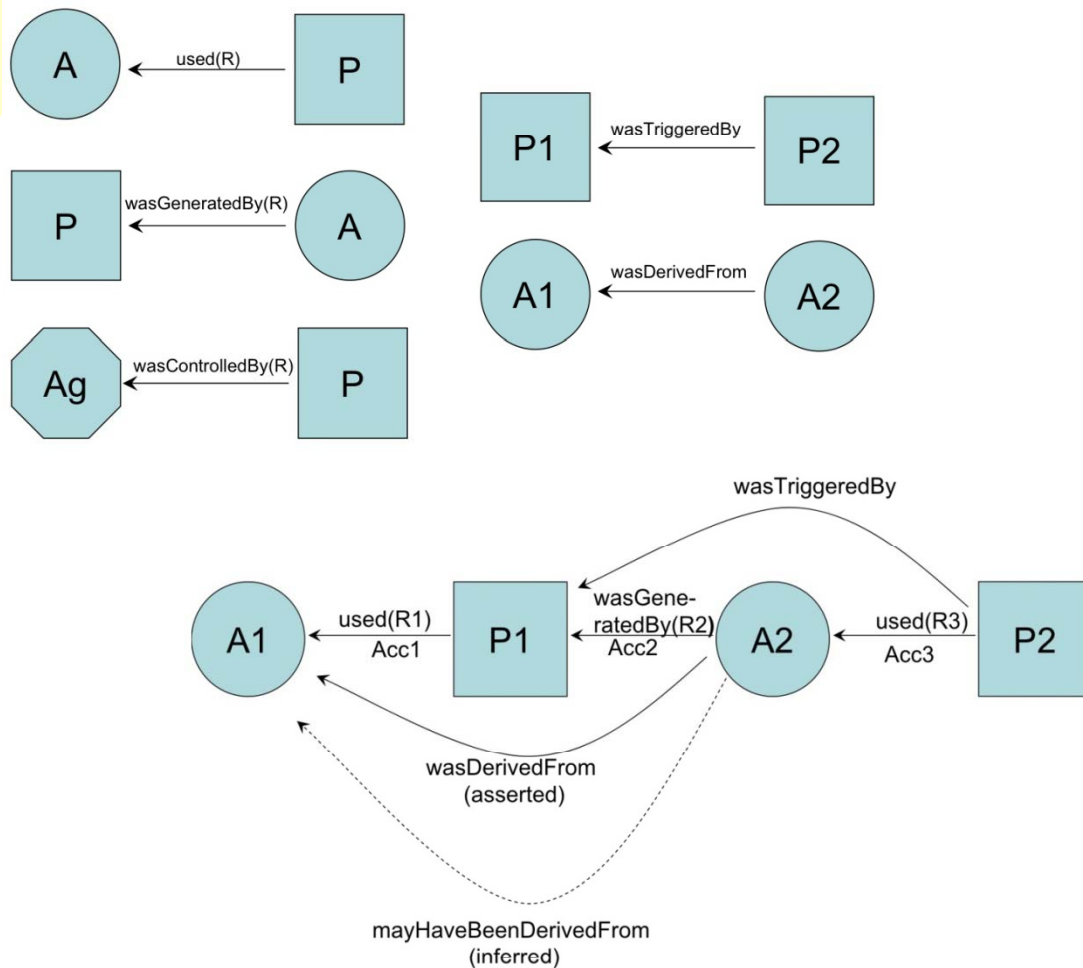 A
used(R)
P
P
wasGeneratedBy(R)
A
Ag
wasControlledBy(R)
P
P1
wasTriggeredBy
P2
A1
wasDerivedFrom
A2
wasTriggeredBy
A1
used(R1)
Acc1
P1
wasGene-
ratedBy(R2)
Acc2
A2
used(R3)
Acc3
P2
wasDerivedFrom
(asserted)
mayHaveBeenDerivedFrom
(inferred)